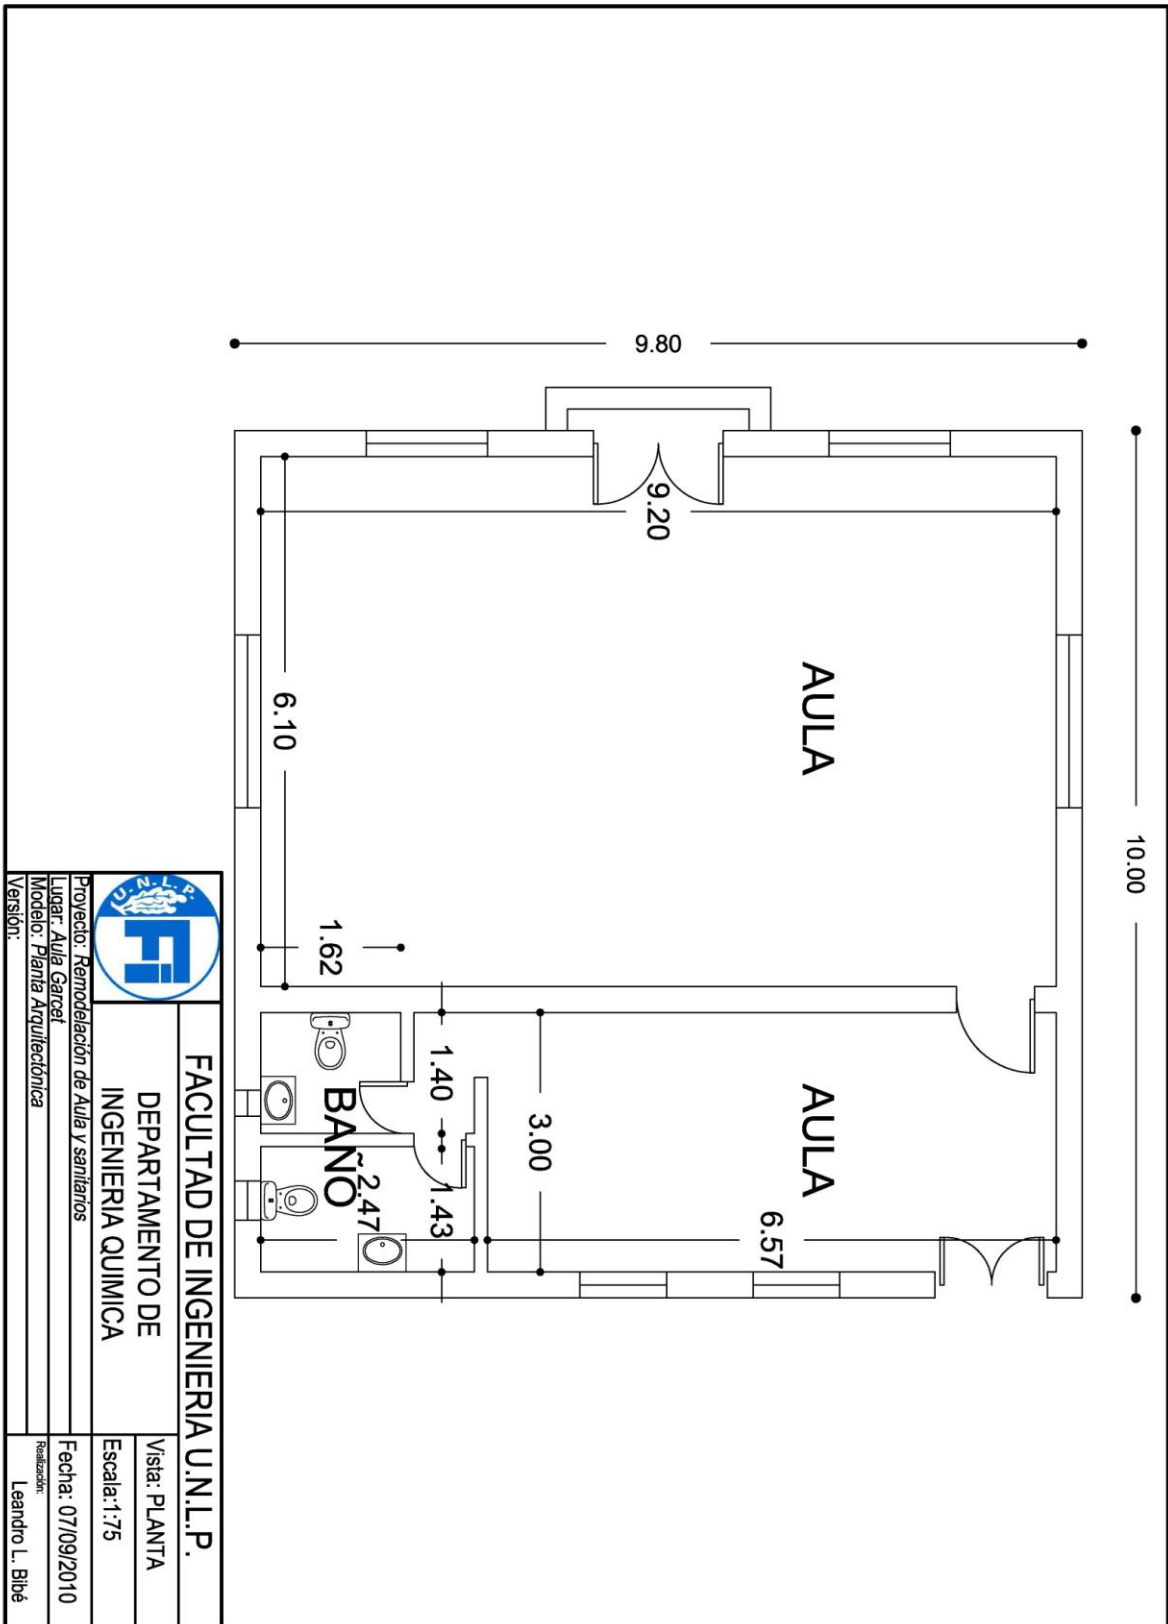 9.80
10.00
9.20
AULA
6.10
1.62
AULA
3.00
1.40
BAÑO
2.47
1.43
6.57
U.N.L.P.
Fi
FACULTAD DE INGENIERIA U.N.L.P.
DEPARTAMENTO DE
INGENIERIA QUIMICA
Vista: PLANTA
Escala:1:75
Proyecto: Remodelación de Aula y sanitarios
Lugar: Aula Garcet
Fecha: 07/09/2010
Modelo: Planta Arquitectónica
Versión:
Realización:
Leandro L. Bibé